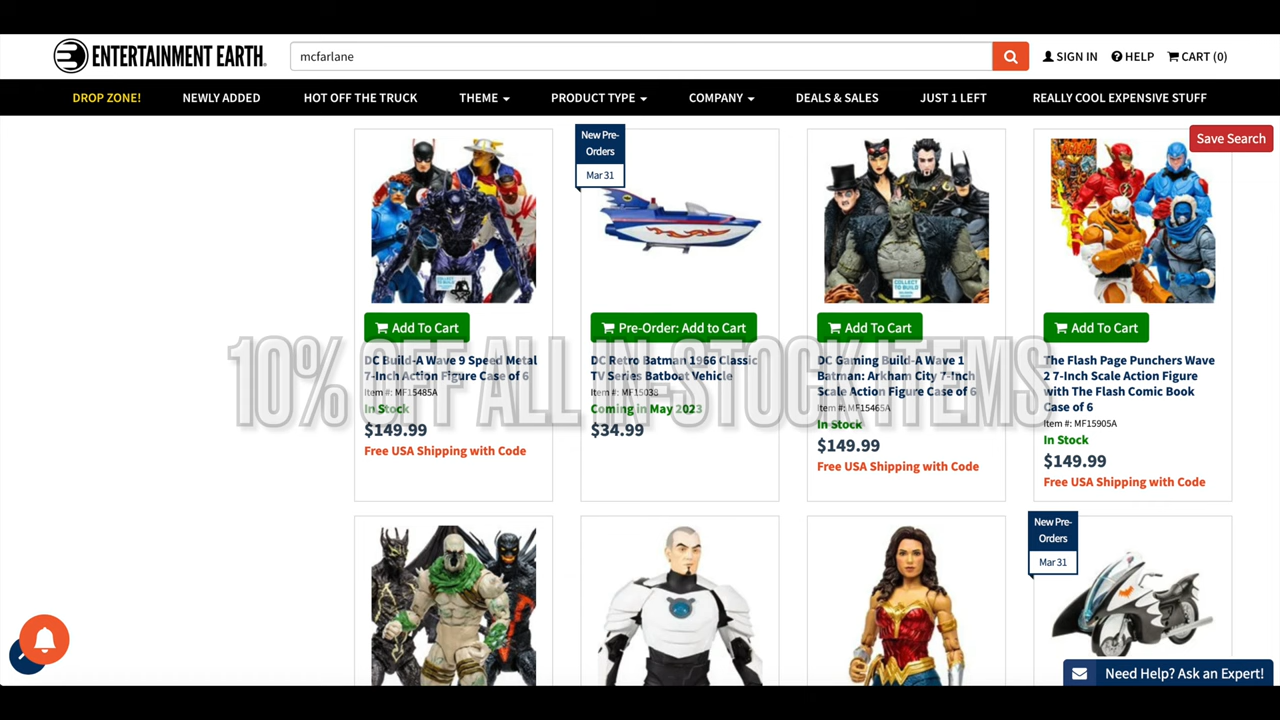 ENTERTAINMENT EARTH
mcfarlane
SIGN IN
HELP
CART (0)
DROP ZONE!
NEWLY ADDED
HOT OFF THE TRUCK
THEME
PRODUCT TYPE
COMPANY
DEALS & SALES
JUST 1 LEFT
REALLY COOL EXPENSIVE STUFF
Save Search
Add To Cart
DC Build-A Wave 9 Speed Metal
7-Inch Action Figure Case of 6
Item #: MF15485A
In Stock
$149.99
Free USA Shipping with Code
New Pre-
Orders
Mar 31
Pre-Order: Add to Cart
DC Retro Batman 1966 Classic
TV Series Batboat Vehicle
Item #: MF15038
Coming in May 2023
$34.99
COLLECT
TO BUILD
Add To Cart
DC Gaming Build-A Wave 1
Batman: Arkham City 7-Inch
Scale Action Figure Case of 6
Item #: MF15465A
In Stock
$149.99
Free USA Shipping with Code
Add To Cart
The Flash Page Punchers Wave
2 7-Inch Scale Action Figure
with The Flash Comic Book
Case of 6
Item #: MF15905A
In Stock
$149.99
Free USA Shipping with Code
10% OFF ALL IN-STOCK ITEMS
New Pre-
Orders
Mar 31
Need Help? Ask an Expert!